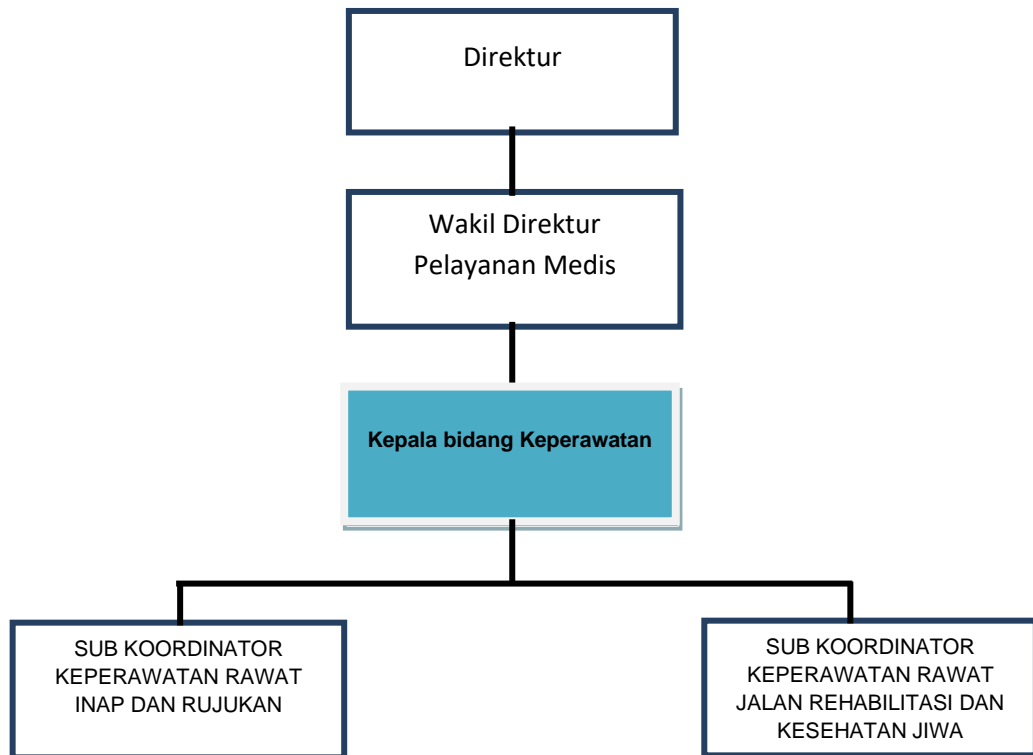 Direktur
Wakil Direktur
Pelayanan Medis
Kepala bidang Keperawatan
SUB KOORDINATOR
KEPERAWATAN RAWAT
INAP DAN RUJUKAN
SUB KOORDINATOR
KEPERAWATAN RAWAT
JALAN REHABILITASI DAN
KESEHATAN JIWA